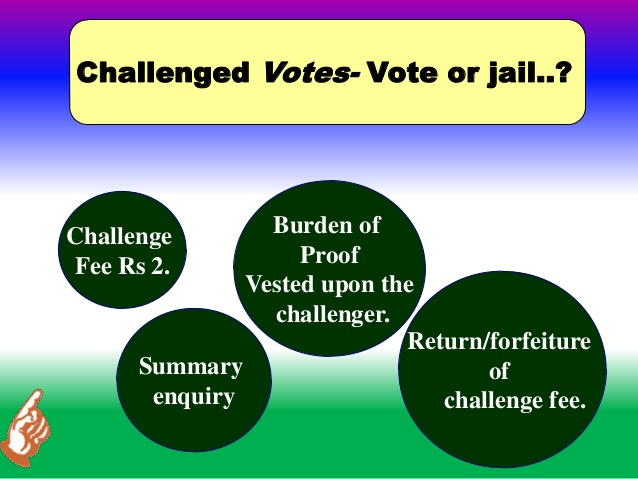 Challenged Votes- Vote or jail..?
Challenge
Fee Rs 2.
Burden of
Proof
Vested upon the
challenger.
Summary
enquiry
Return/forfeiture
of
challenge fee.